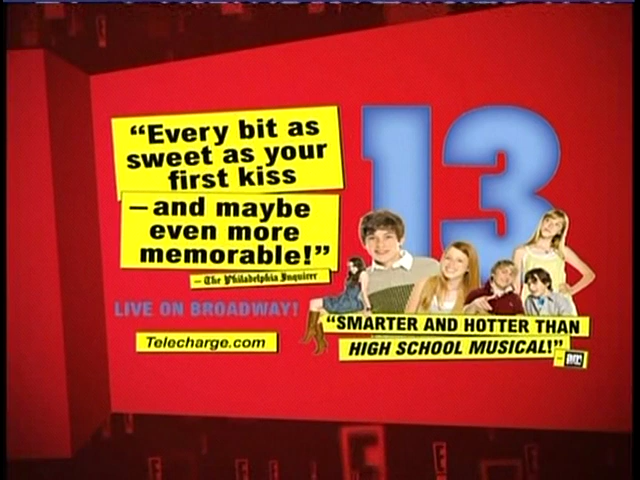 "Every bit as
sweet as your
first kiss
—and maybe
even more
memorable!"
– The Philadelphia Inquirer
LIVE ON BROADWAY!
Telecharge.com
13
"SMARTER AND HOTTER THAN
HIGH SCHOOL MUSICAL!"